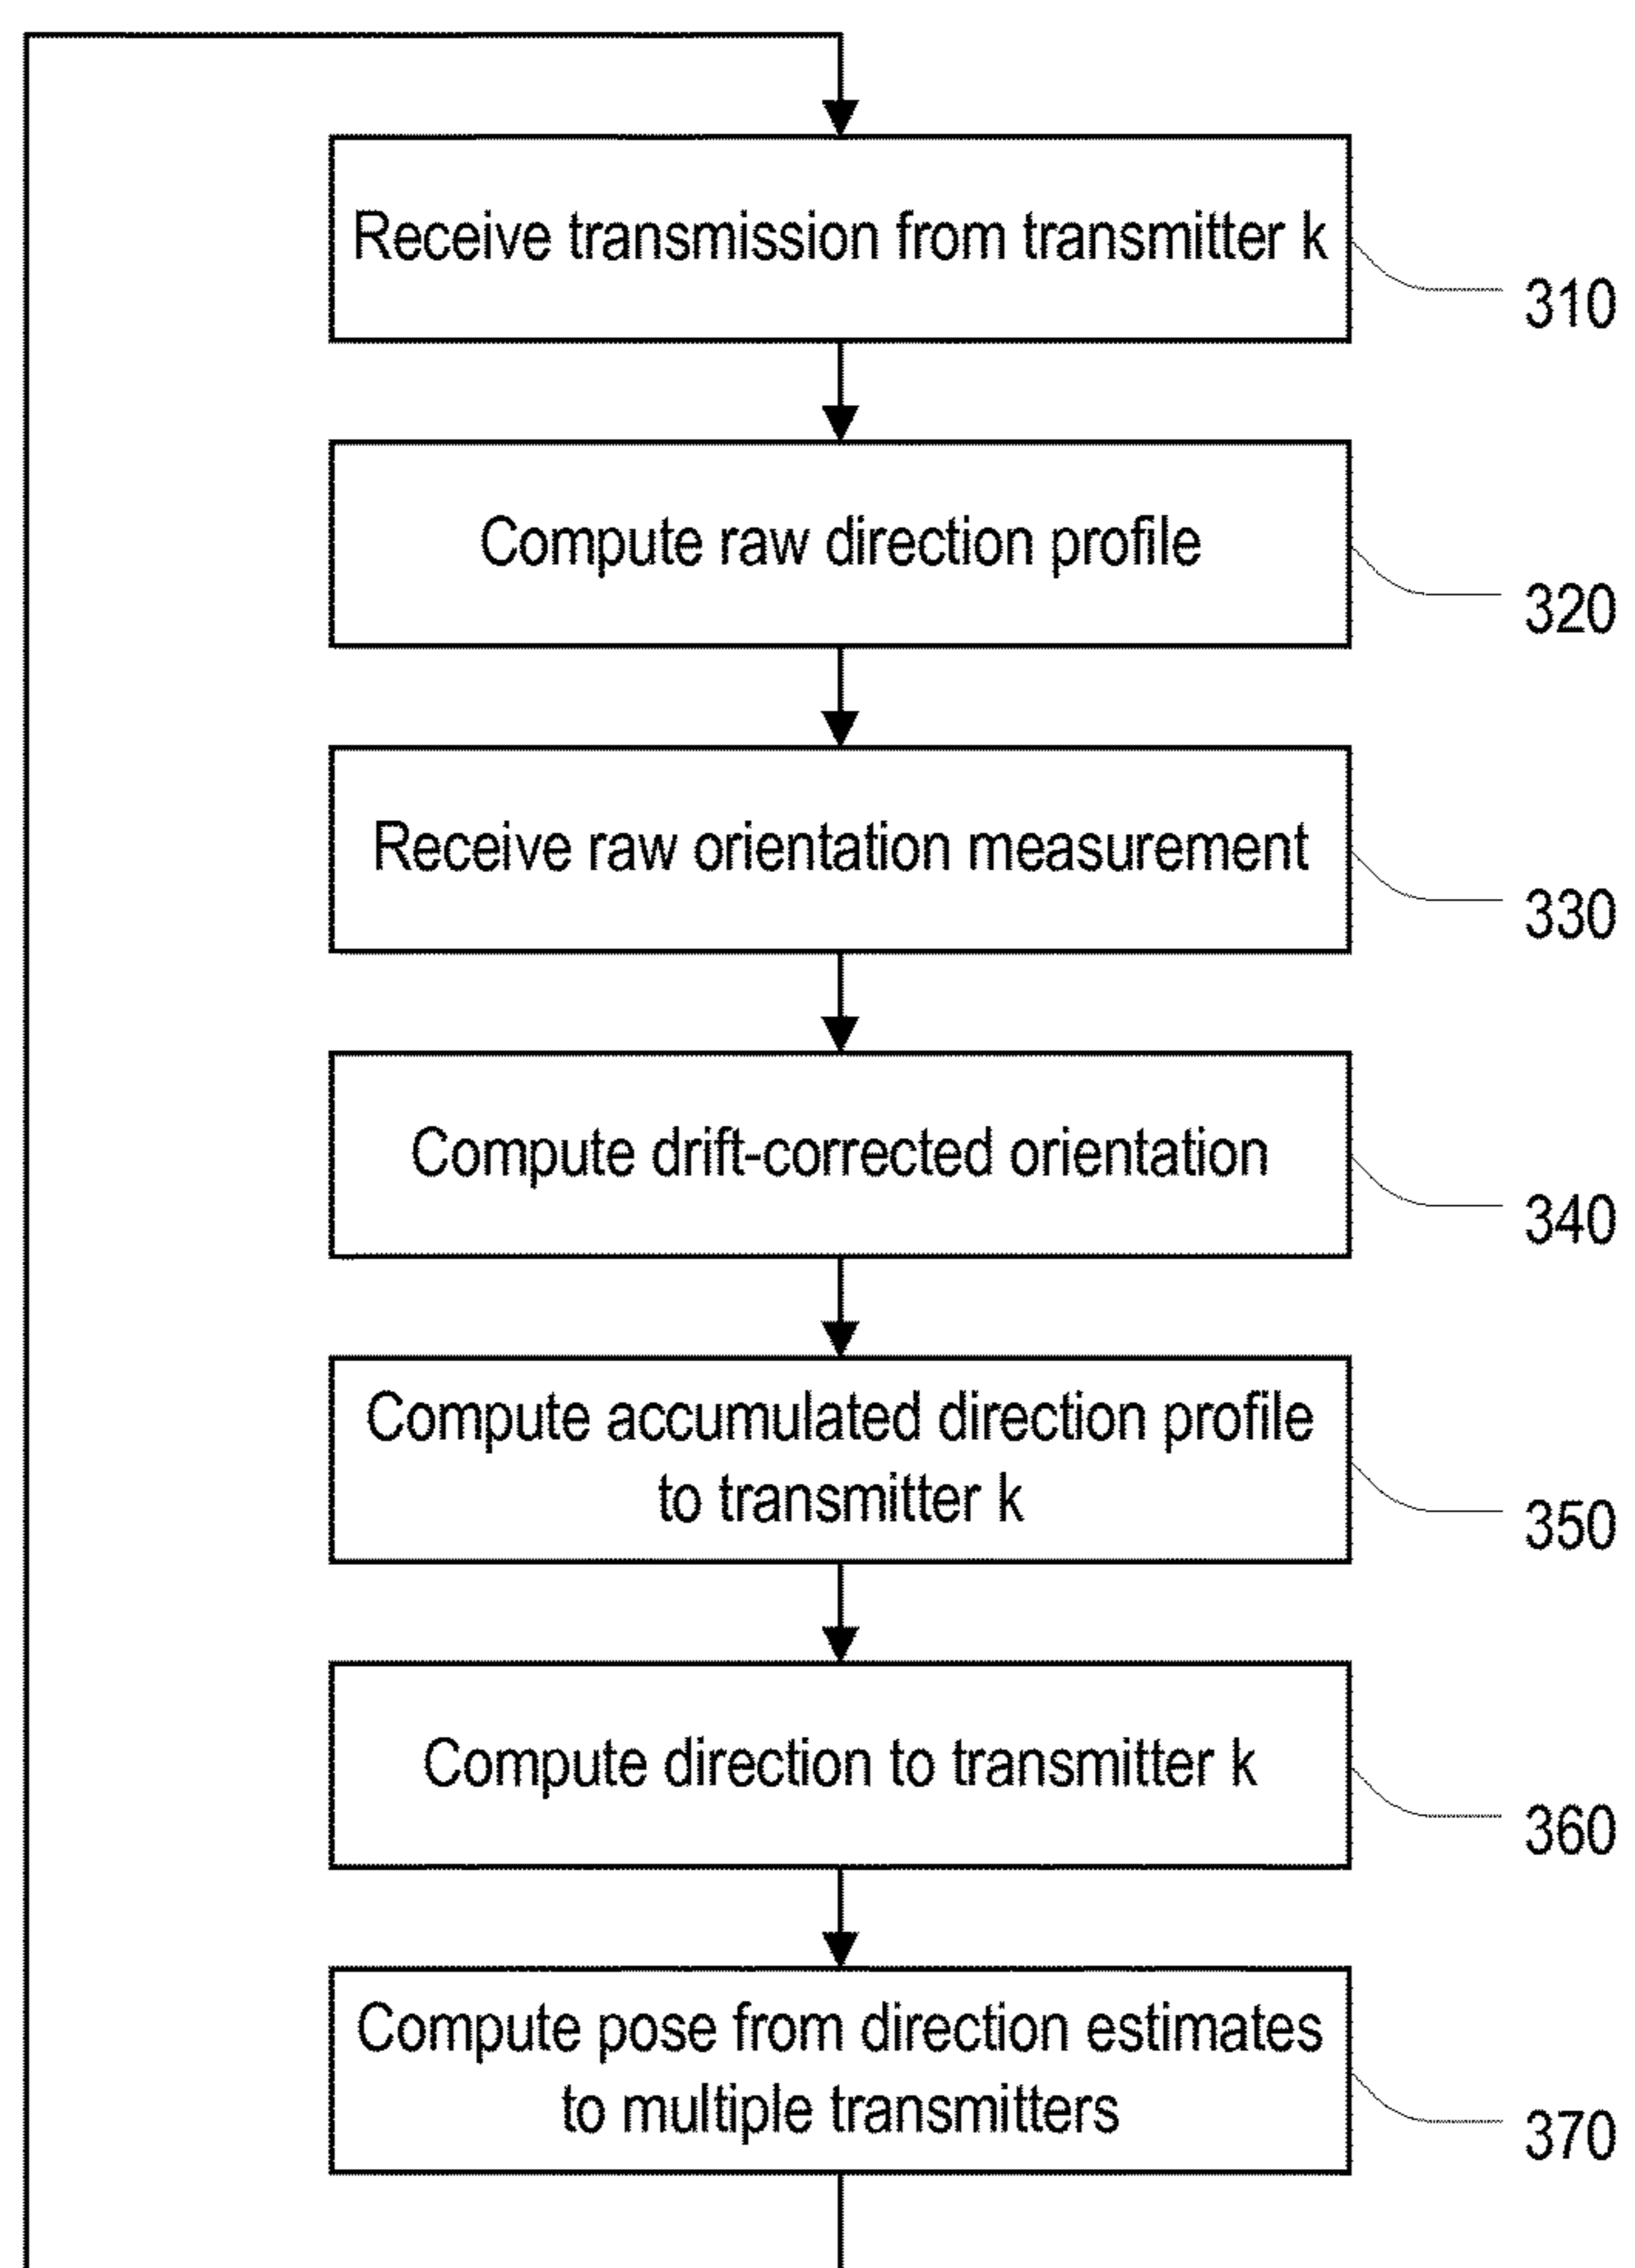 Receive transmission from transmitter k
310
Compute raw direction profile
320
Receive raw orientation measurement
330
Compute drift-corrected orientation
340
Compute accumulated direction profile
to transmitter k
350
Compute direction to transmitter k
360
Compute pose from direction estimates
to multiple transmitters
370